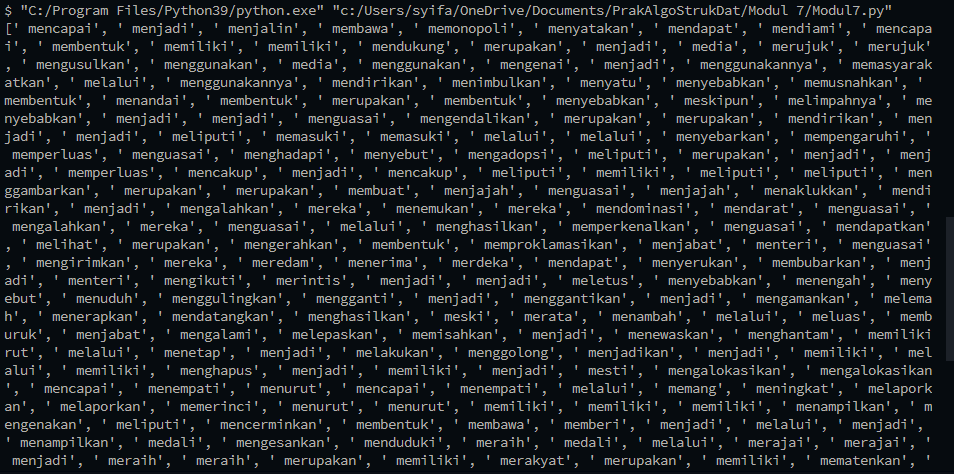 $ "C:/Program Files/Python39/python.exe" "c:/Users/syifa/OneDrive/Documents/PrakAlgoStrukDat/Modul 7/Modul7.py"
[' mencapai', ' menjadi', ' menjalin', ' membawa', ' memonopoli', ' menyatakan', ' mendapat', ' mendiami', ' mencapa
i', ' membentuk', ' memiliki', ' memiliki', ' mendukung', ' merupakan', ' menjadi', ' media', ' merujuk', ' merujuk'
, ' mengusulkan', ' menggunakan', ' media', ' menggunakan', ' mengenai', ' menjadi', ' menggunakannya', ' memasyarak
atkan', ' melalui', ' menggunakannya', ' mendirikan', ' menimbulkan', ' menyatu', ' menyebabkan', ' memusnahkan', '
membentuk', ' menandai', ' membentuk', ' merupakan', ' membentuk', ' menyebabkan', ' meskipun', ' melimpahnya', ' me
nyebabkan', ' menjadi', ' menjadi', ' menguasai', ' mengendalikan', ' merupakan', ' merupakan', ' mendirikan', ' men
jadi', ' menjadi', ' meliputi', ' memasuki', ' memasuki', ' melalui', ' melalui', ' menyebarkan', ' mempengaruhi', '
 memperluas', ' menguasai', ' menghadapi', ' menyebut', ' mengadopsi', ' meliputi', ' merupakan', ' menjadi', ' menj
adi', ' memperluas', ' mencakup', ' menjadi', ' mencakup', ' meliputi', ' memiliki', ' meliputi', ' meliputi', ' men
ggambarkan', ' merupakan', ' merupakan', ' membuat', ' menjajah', ' menguasai', ' menjajah', ' menaklukkan', ' mendi
rikan', ' menjadi', ' mengalahkan', ' mereka', ' menemukan', ' mereka', ' mendominasi', ' mendarat', ' menguasai', '
 mengalahkan', ' mereka', ' menguasai', ' melalui', ' menghasilkan', ' memperkenalkan', ' menguasai', ' mendapatkan'
, ' melihat', ' merupakan', ' mengerahkan', ' membentuk', ' memproklamasikan', ' menjabat', ' menteri', ' menguasai'
, ' mengirimkan', ' mereka', ' meredam', ' menerima', ' merdeka', ' mendapat', ' menyerukan', ' membubarkan', ' menj
adi', ' menteri', ' mengikuti', ' merintis', ' menjadi', ' menjadi', ' meletus', ' menyebabkan', ' menengah', ' meny
ebut', ' menuduh', ' menggulingkan', ' mengganti', ' menjadi', ' menggantikan', ' menjadi', ' mengamankan', ' melema
h', ' menerapkan', ' mendatangkan', ' menghasilkan', ' meski', ' merata', ' menambah', ' melalui', ' meluas', ' memb
uruk', ' menjabat', ' mengalami', ' melepaskan', ' memisahkan', ' menjadi', ' menewaskan', ' menghantam', ' memiliki
rut', ' melalui', ' menetap', ' menjadi', ' melakukan', ' menggolong', ' menjadikan', ' menjadi', ' memiliki', ' mel
alui', ' memiliki', ' menghapus', ' menjadi', ' memiliki', ' menjadi', ' mesti', ' mengalokasikan', ' mengalokasikan
', ' mencapai', ' menempati', ' menurut', ' mencapai', ' menempati', ' melalui', ' memang', ' meningkat', ' melapork
an', ' melaporkan', ' memerinci', ' menurut', ' menurut', ' memiliki', ' memiliki', ' memiliki', ' menampilkan', ' m
engenakan', ' meliputi', ' mencerminkan', ' membentuk', ' membawa', ' memberi', ' menjadi', ' melalui', ' menjadi',
' menampilkan', ' medali', ' mengesankan', ' menduduki', ' meraih', ' medali', ' melalui', ' merajai', ' merajai', '
 menjadi', ' meraih', ' meraih', ' merupakan', ' memiliki', ' merakyat', ' merupakan', ' memiliki', ' mematenkan', '